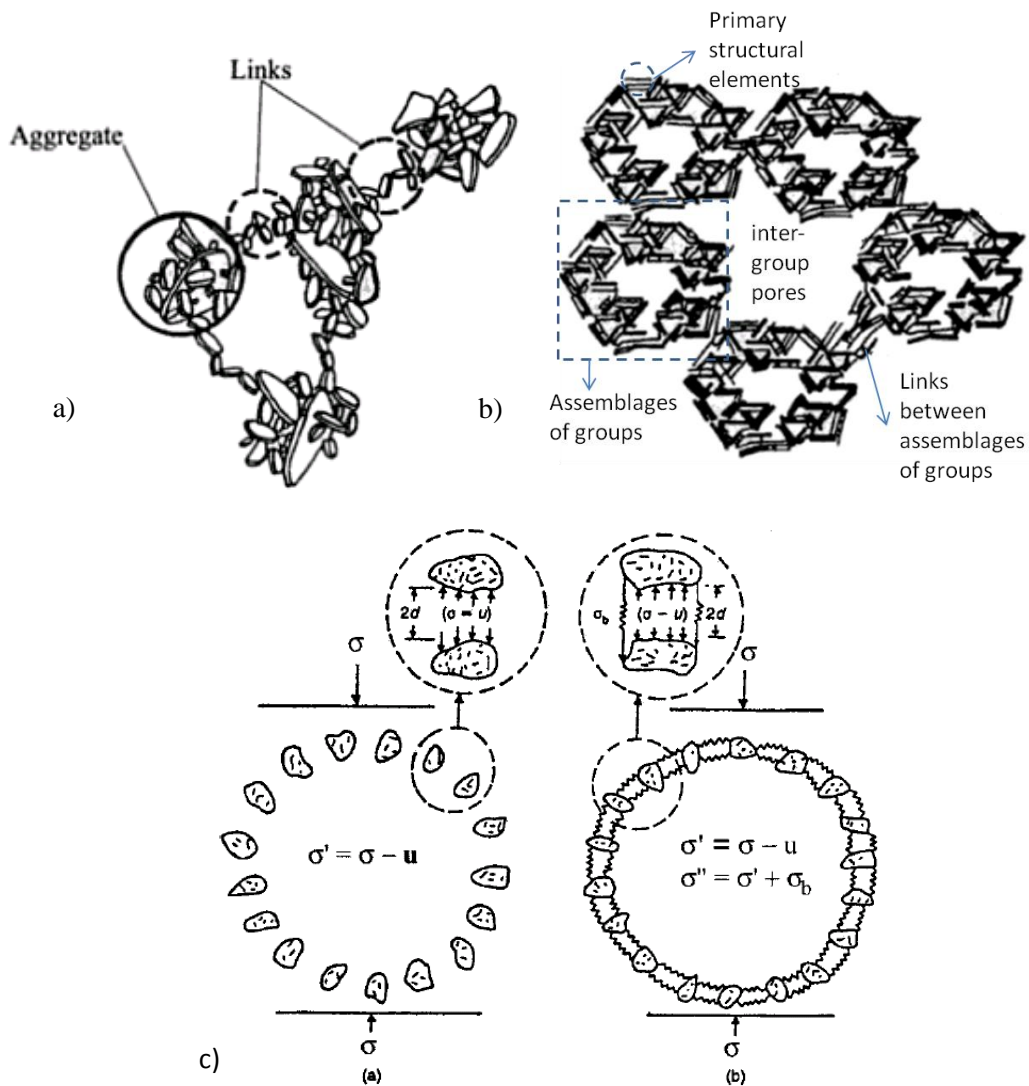 Links
Aggregate
a)
Primary
structural
elements
inter-
group
pores
b)
Assemblages
of groups
Links
between
assemblages
of groups
2d
(σ – u)
2d
σb
(σ – u)
2d
σ
σ
σ' = σ – u
σ' = σ – u
σ" = σ' + σb
σ
σ
c)
(a)
(b)